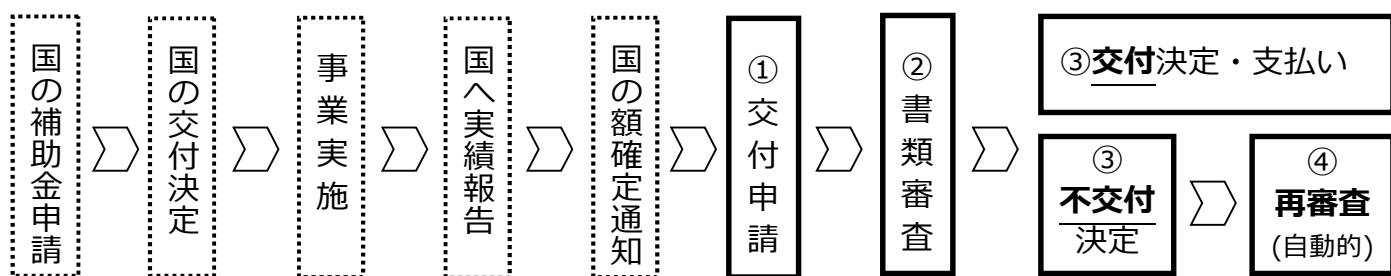 国の補助金申請
国の交付決定
事業実施
国へ実績報告
国の額確定通知
①交付申請
②書類審査
③交付決定・支払い
③
不交付
決定
④
再審査
(自動的)